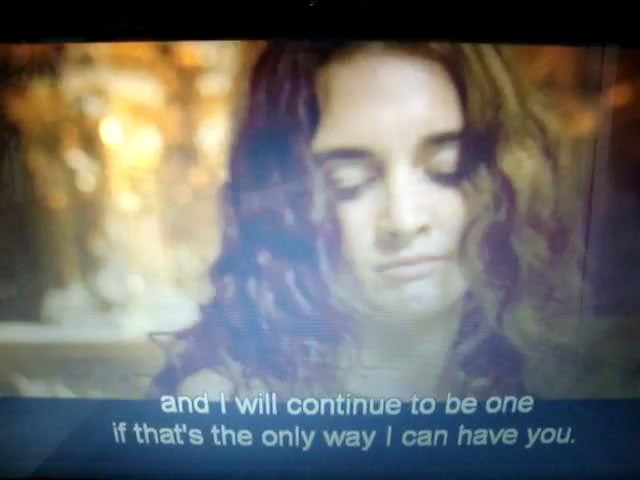 and I will continue to be one
if that's the only way I can have you.